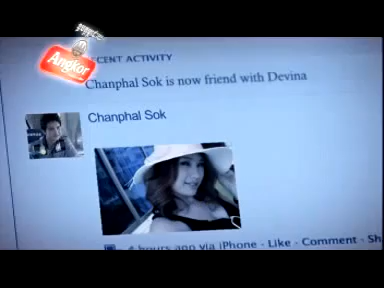 Angkor
CENT ACTIVITY
Chanphal Sok is now friend with Devina
Chanphal Sok
hours ago via iPhone - Like - Comment - Sh